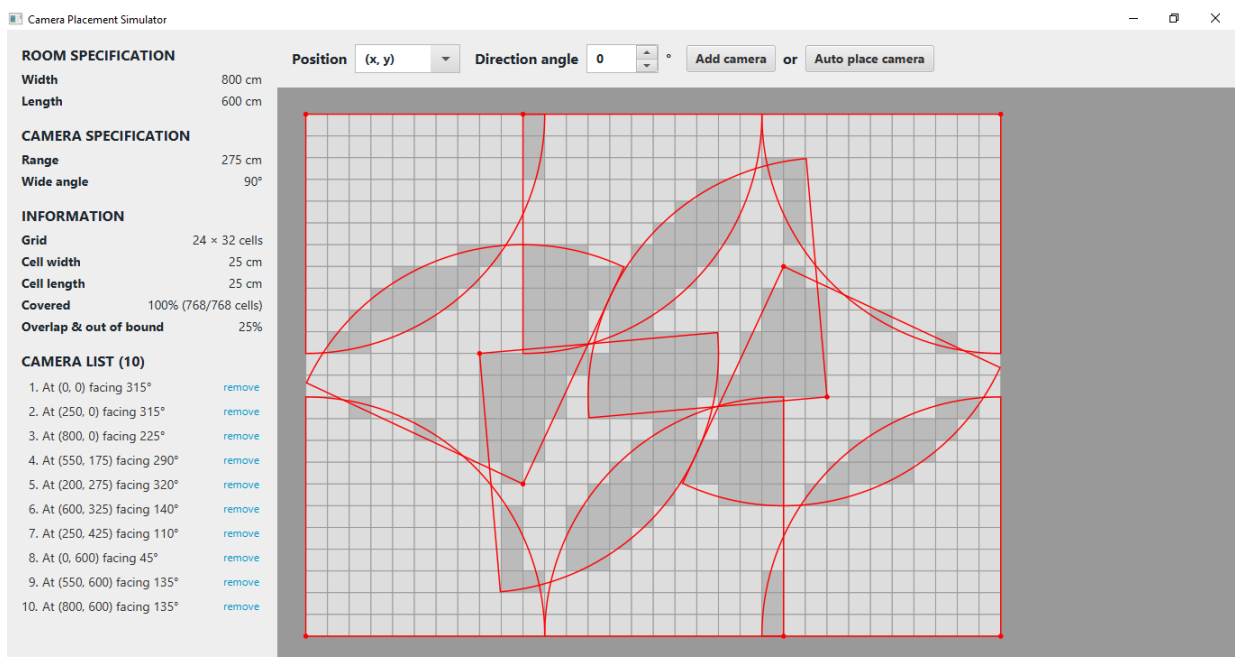 Camera Placement Simulator
ROOM SPECIFICATION
Width 800 cm
Length 600 cm
CAMERA SPECIFICATION
Range 275 cm
Wide angle 90°
INFORMATION
Grid 24 × 32 cells
Cell width 25 cm
Cell length 25 cm
Covered 100% (768/768 cells)
Overlap & out of bound 25%
CAMERA LIST (10)
1. At (0, 0) facing 315° remove
2. At (250, 0) facing 315° remove
3. At (800, 0) facing 225° remove
4. At (550, 175) facing 290° remove
5. At (200, 275) facing 320° remove
6. At (600, 325) facing 140° remove
7. At (250, 425) facing 110° remove
8. At (0, 600) facing 45° remove
9. At (550, 600) facing 135° remove
10. At (800, 600) facing 135° remove
Position (x, y) Direction angle 0 ° Add camera or Auto place camera